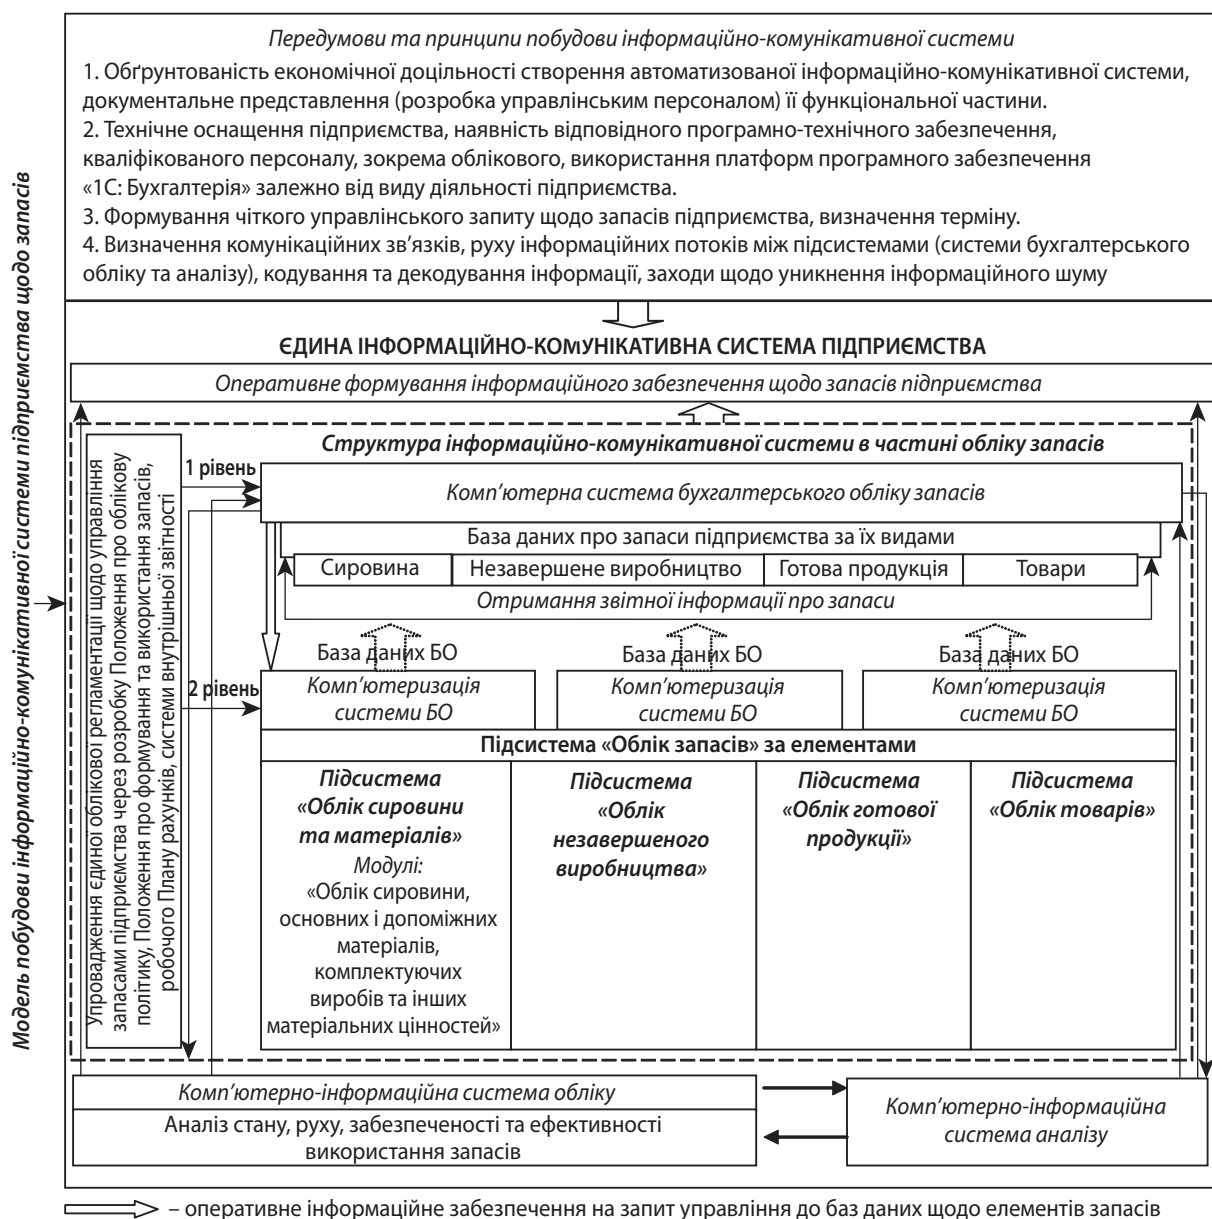 Модель побудови інформаційно-комунікативної системи підприємства щодо запасів
Передумови та принципи побудови інформаційно-комунікативної системи
1. Обґрунтованість економічної доцільності створення автоматизованої інформаційно-комунікативної системи,
документальне представлення (розробка управлінським персоналом) її функціональної частини.
2. Технічне оснащення підприємства, наявність відповідного програмно-технічного забезпечення,
кваліфікованого персоналу, зокрема облікового, використання платформ програмного забезпечення
«1С: Бухгалтерія» залежно від виду діяльності підприємства.
3. Формування чіткого управлінського запиту щодо запасів підприємства, визначення терміну.
4. Визначення комунікаційних зв’язків, руху інформаційних потоків між підсистемами (системи бухгалтерського
обліку та аналізу), кодування та декодування інформації, заходи щодо уникнення інформаційного шуму
ЄДИНА ІНФОРМАЦІЙНО-КОМУНІКАТИВНА СИСТЕМА ПІДПРИЄМСТВА
Оперативне формування інформаційного забезпечення щодо запасів підприємства
Упровадження єдиної облікової регламентації щодо управління
запасами підприємства через розробку Положення про облікову
політику, Положення про формування та використання запасів,
робочого Плану рахунків, системи внутрішньої звітності
Структура інформаційно-комунікативної системи в частині обліку запасів
1 рівень
Комп’ютерна система бухгалтерського обліку запасів
База даних про запаси підприємства за їх видами
Сировина Незавершене виробництво Готова продукція Товари
Отримання звітної інформації про запаси
База даних БО База даних БО База даних БО
2 рівень
Комп’ютеризація
системи БО
Комп’ютеризація
системи БО
Комп’ютеризація
системи БО
Підсистема «Облік запасів» за елементами
Підсистема
«Облік сировини
та матеріалів»
Модулі:
«Облік сировини,
основних і допоміжних
матеріалів,
комплектуючих
виробів та інших
матеріальних цінностей»
Підсистема
«Облік
незавершеного
виробництва»
Підсистема
«Облік готової
продукції»
Підсистема
«Облік товарів»
Комп’ютерно-інформаційна система обліку
Аналіз стану, руху, забезпеченості та ефективності
використання запасів
Комп’ютерно-інформаційна
система аналізу
– оперативне інформаційне забезпечення на запит управління до баз даних щодо елементів запасів